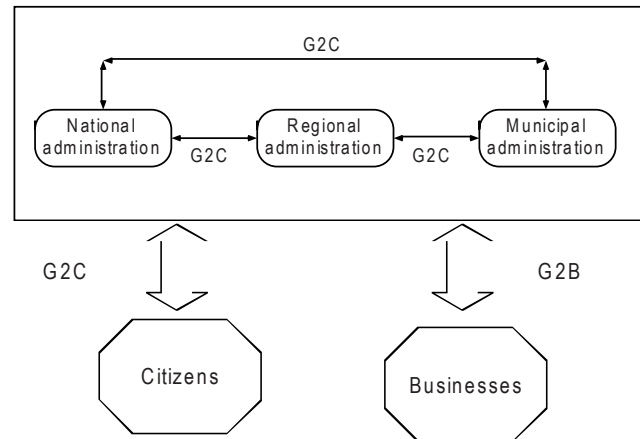 G2C
National
administration
Regional
administration
Municipal
administration
G2C
G2C
G2C
G2B
Citizens
Businesses